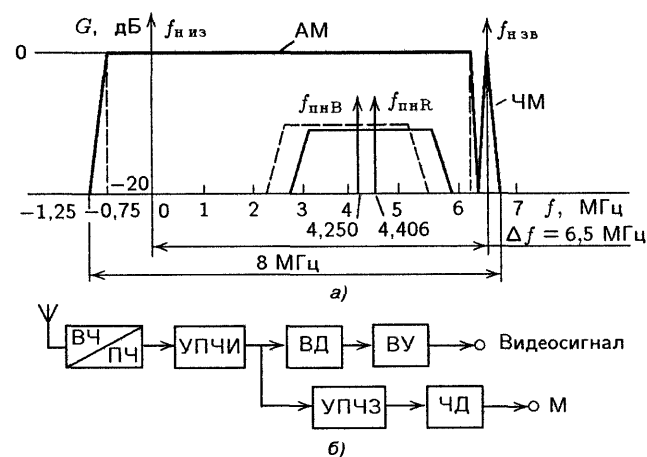 G, дБ
f н из
АМ
f н зв
0
f пнВ
f пнR
ЧМ
−20
−1,25 −0,75 0 1 2 3 4 5 6 7 f, МГц
4,250 4,406
Δf = 6,5 МГц
8 МГц
а)
ВЧ
ПЧ
УПЧИ
ВД
ВУ
Видеосигнал
УПЧЗ
ЧД
М
б)